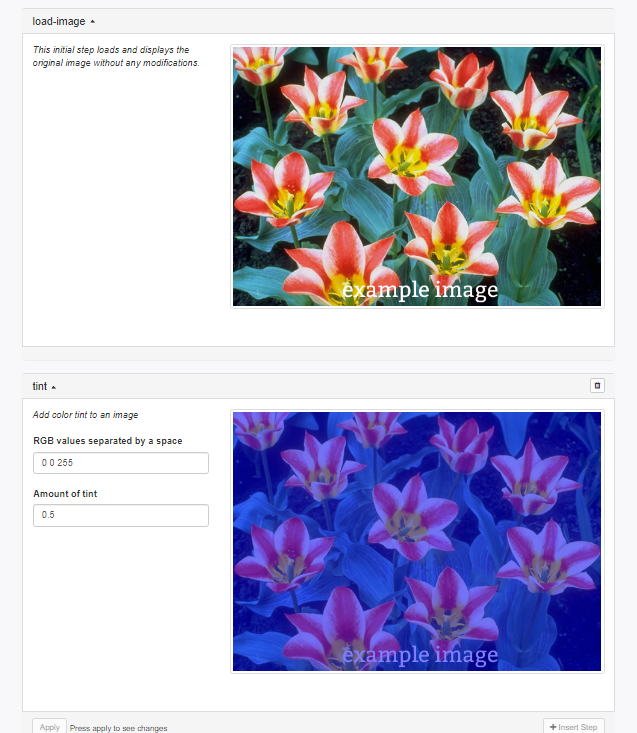 load-image
This initial step loads and displays the
original image without any modifications.
example image
tint
Add color tint to an image
RGB values separated by a space
0 0 255
Amount of tint
0.5
example image
Apply Press apply to see changes
Insert Step